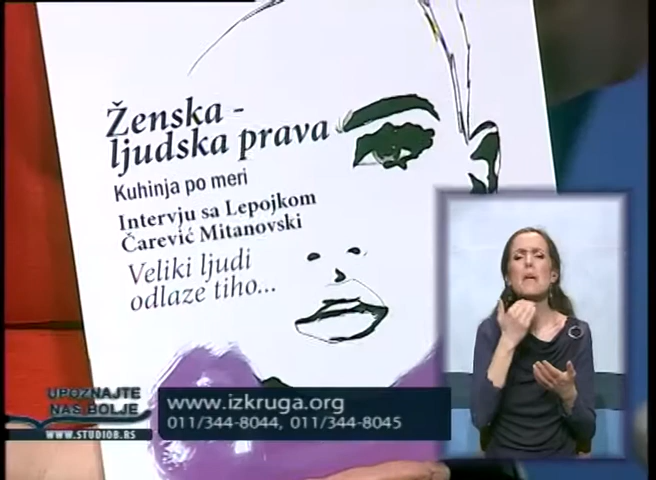 Ženska -
ljudska prava
Kuhinja po meri
Intervju sa Lepojkom
Čarević Mitanovski
Veliki ljudi
odlaze tiho...
UPOZNAJTE
NAS BOLJE
WWW.STUDIOB.RS
www.izkruga.org
011/344-8044, 011/344-8045